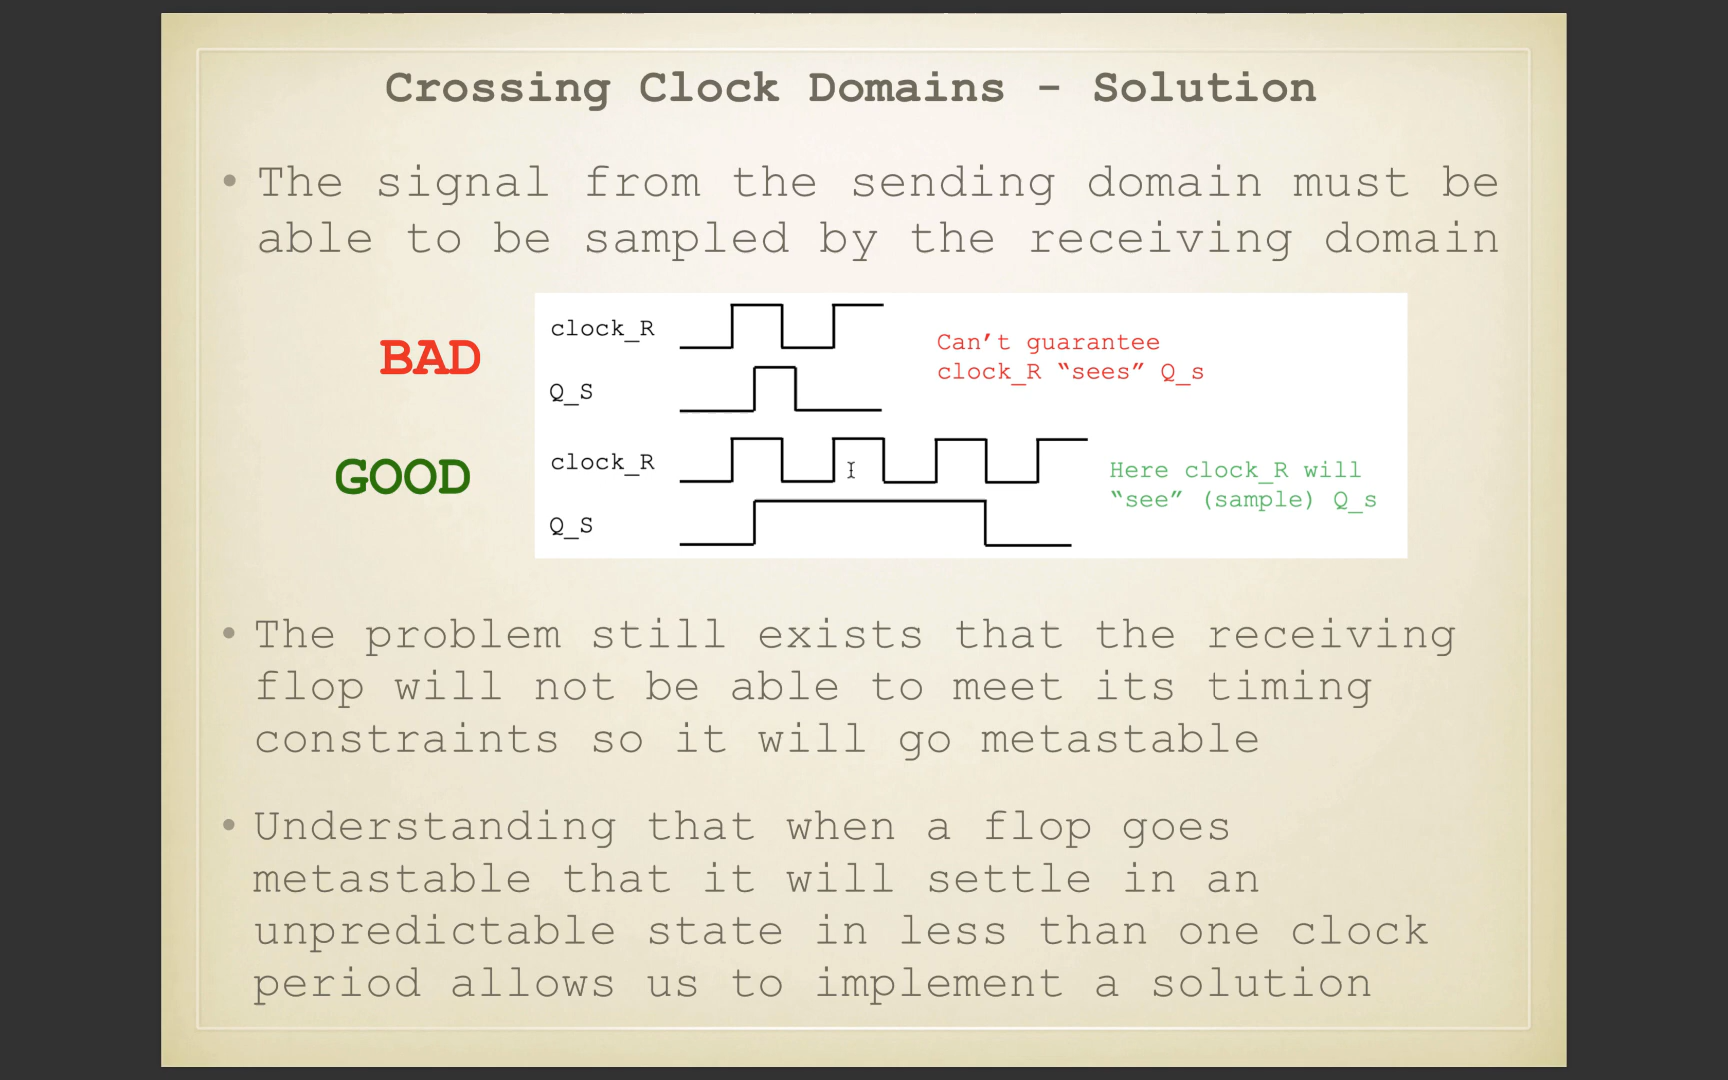 Crossing Clock Domains - Solution
• The signal from the sending domain must be
able to be sampled by the receiving domain
BAD
clock_R
Can’t guarantee
clock_R “sees” Q_s
Q_S
GOOD
clock_R
Here clock_R will
“see” (sample) Q_s
Q_S
• The problem still exists that the receiving
flop will not be able to meet its timing
constraints so it will go metastable
• Understanding that when a flop goes
metastable that it will settle in an
unpredictable state in less than one clock
period allows us to implement a solution